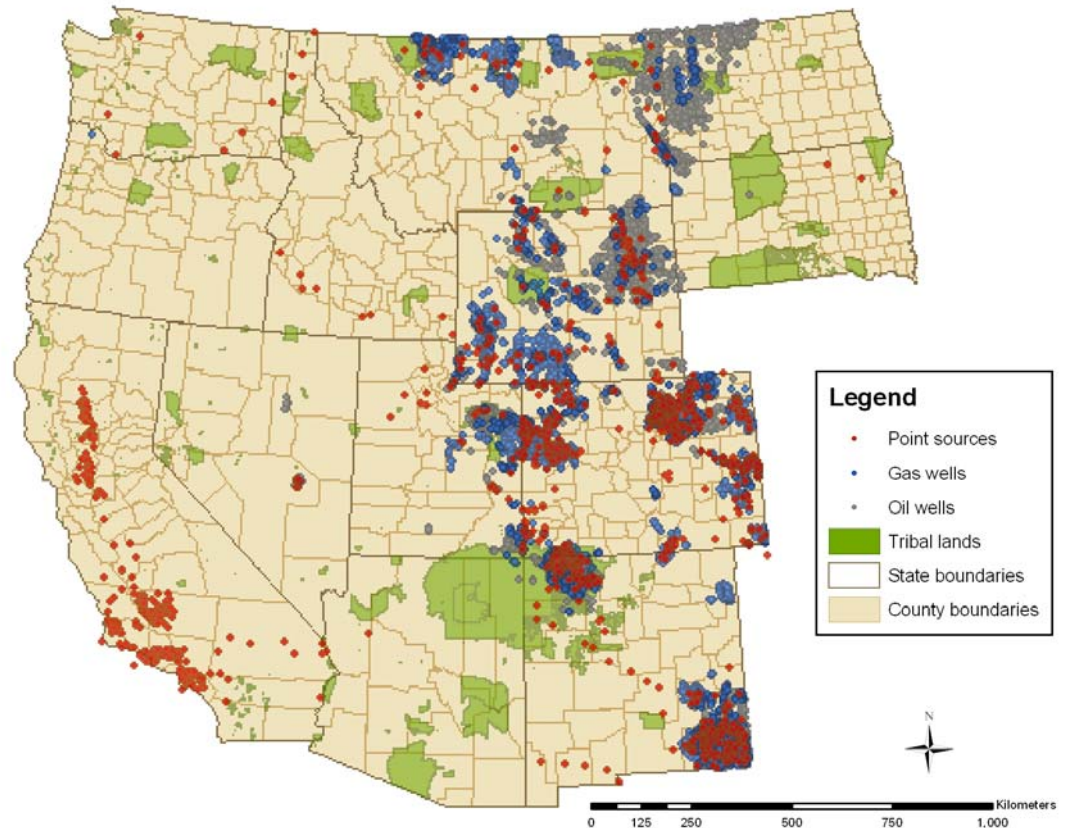 Legend
Point sources
Gas wells
Oil wells
Tribal lands
State boundaries
County boundaries
N
Kilometers
0 125 250 500 750 1,000